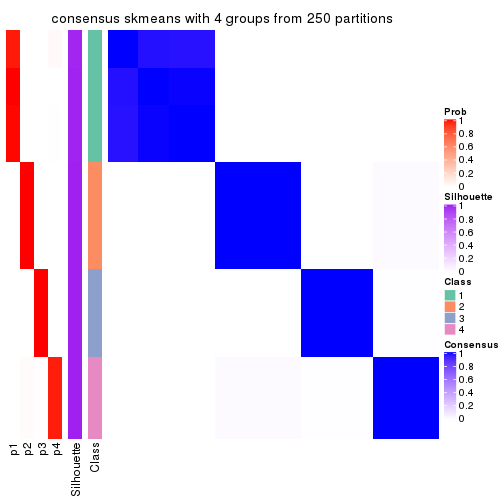 consensus skmeans with 4 groups from 250 partitions
Prob
1
0.8
0.6
0.4
0.2
0
Silhouette
1
0.8
0.6
0.4
0.2
0
Class
1
2
3
4
Consensus
1
0.8
0.6
0.4
0.2
0
p1
p2
p3
p4
Silhouette
Class